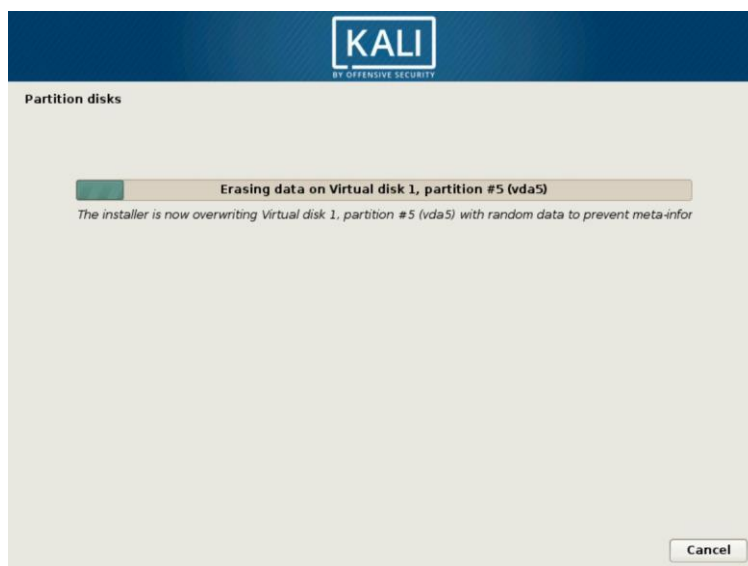 KALI
BY OFFENSIVE SECURITY
Partition disks
Erasing data on Virtual disk 1, partition #5 (vda5)
The installer is now overwriting Virtual disk 1, partition #5 (vda5) with random data to prevent meta-infor
Cancel